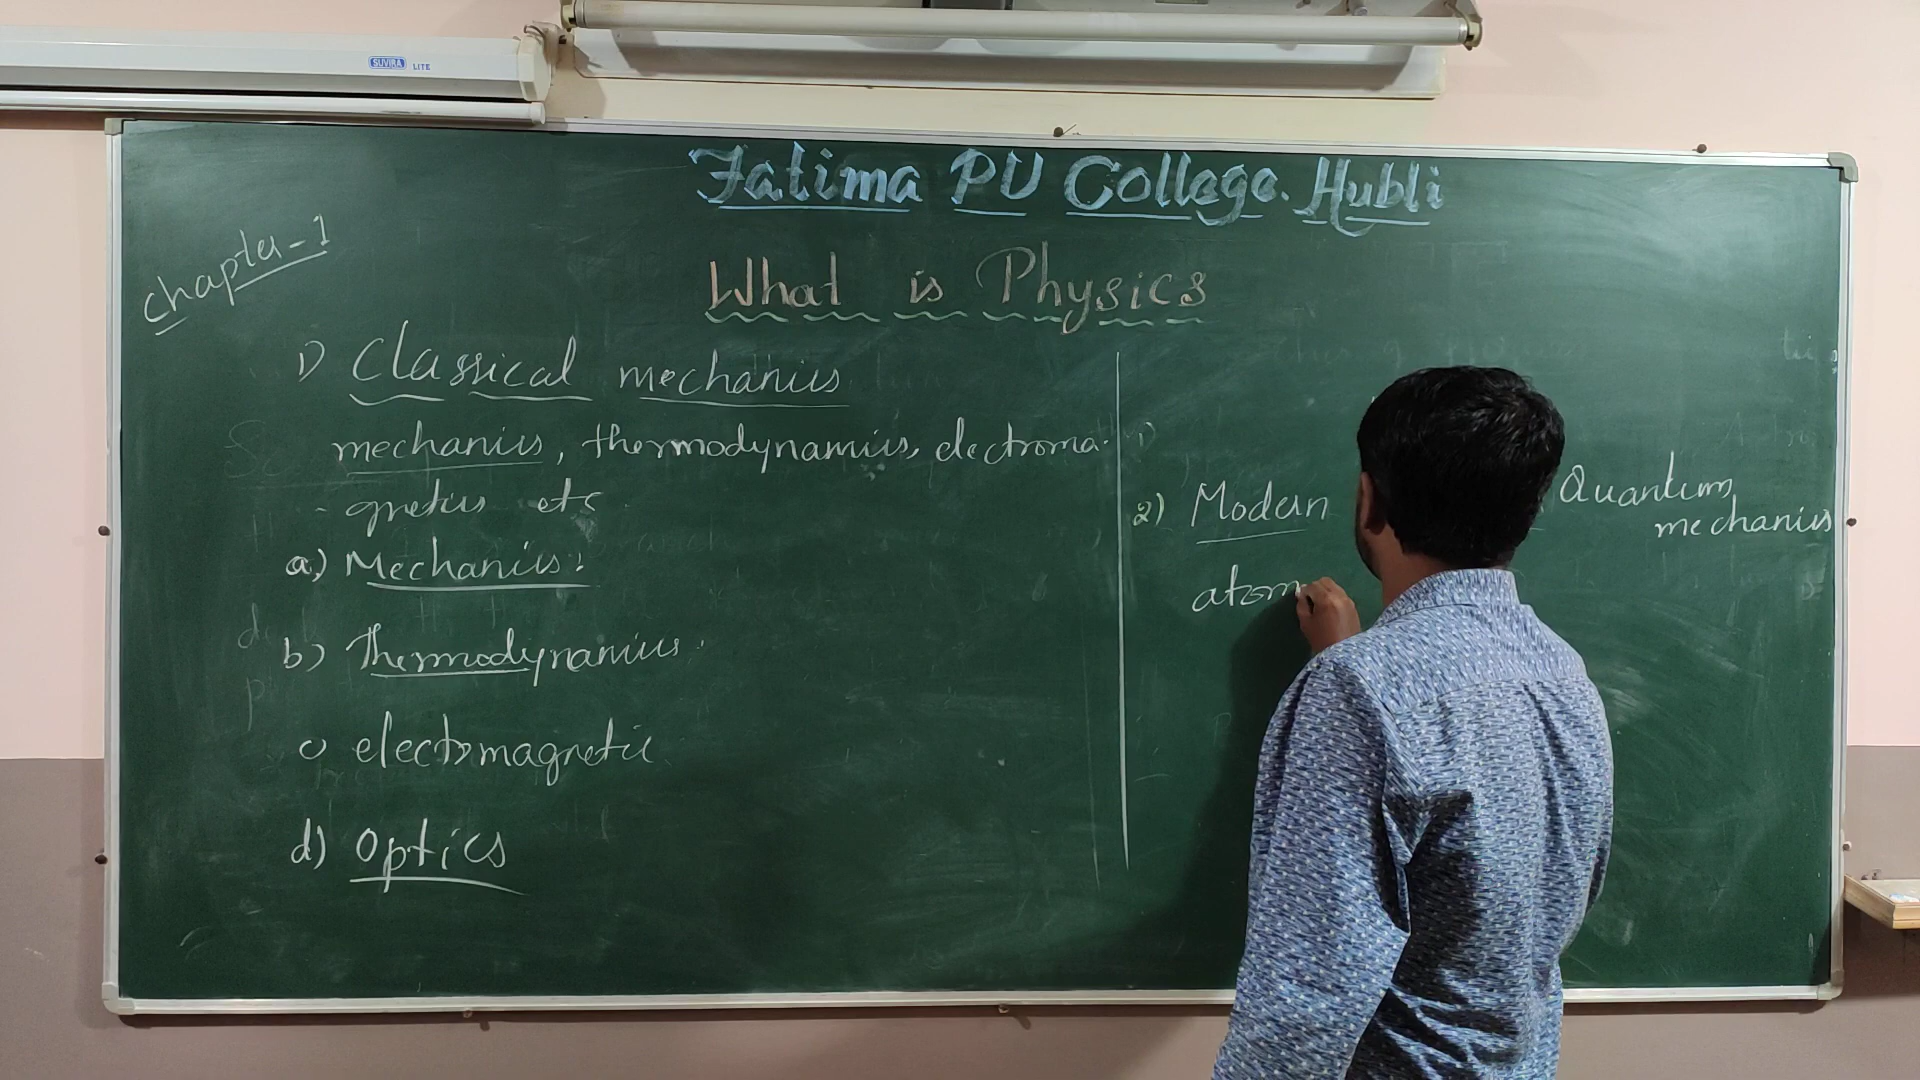 SUVIRA LITE
Fatima PU College. Hubli
Chapter-1
What is Physics
1) Classical mechanics
mechanics, thermodynamics, electroma-
-gnetics etc
a) Mechanics:
b) Thermodynamics.
c) electromagnetic
d) Optics
2) Modern
Quantum
mechanics
atom